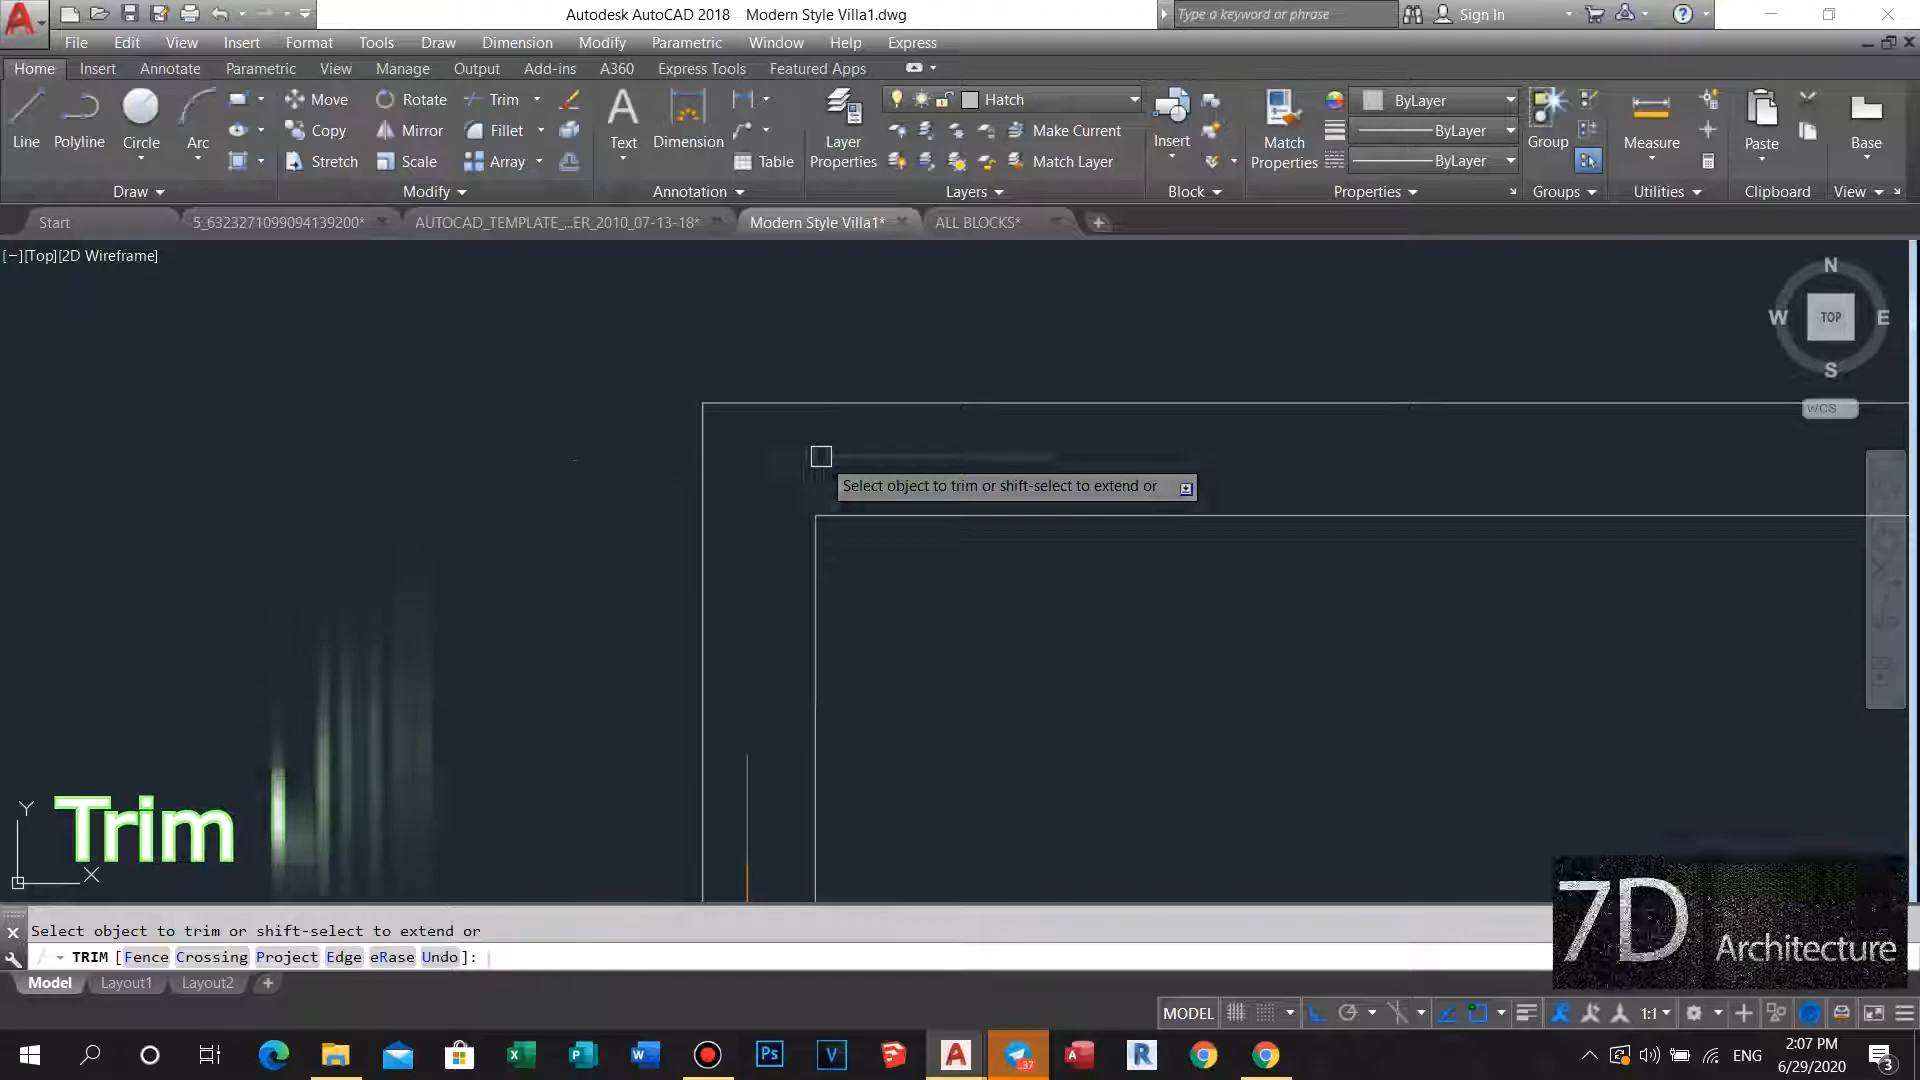 Autodesk AutoCAD 2018 Modern Style Villa1.dwg
Type a keyword or phrase
Sign In
File Edit View Insert Format Tools Draw Dimension Modify Parametric Window Help Express
Home Insert Annotate Parametric View Manage Output Add-ins A360 Express Tools Featured Apps
Line Polyline Circle Arc
Move Rotate Trim
Copy Mirror Fillet
Stretch Scale Array
Text Dimension
Table
Layer Properties
Hatch
Make Current
Match Layer
Insert
Match Properties
ByLayer
ByLayer
ByLayer
Group
Measure
Paste
Base
Draw Modify Annotation Layers Block Properties Groups Utilities Clipboard View
Start 5_6323271099094139200* AUTOCAD_TEMPLATE_...ER_2010_07-13-18* Modern Style Villa1* ALL BLOCKS*
[−][Top][2D Wireframe]
N
W TOP E
S
WCS
Select object to trim or shift-select to extend or
Trim
Y
X
7D Architecture
Select object to trim or shift-select to extend or
TRIM [Fence Crossing Project Edge eRase Undo]:
Model Layout1 Layout2
MODEL 1:1
37
ENG
2:07 PM
6/29/2020
3